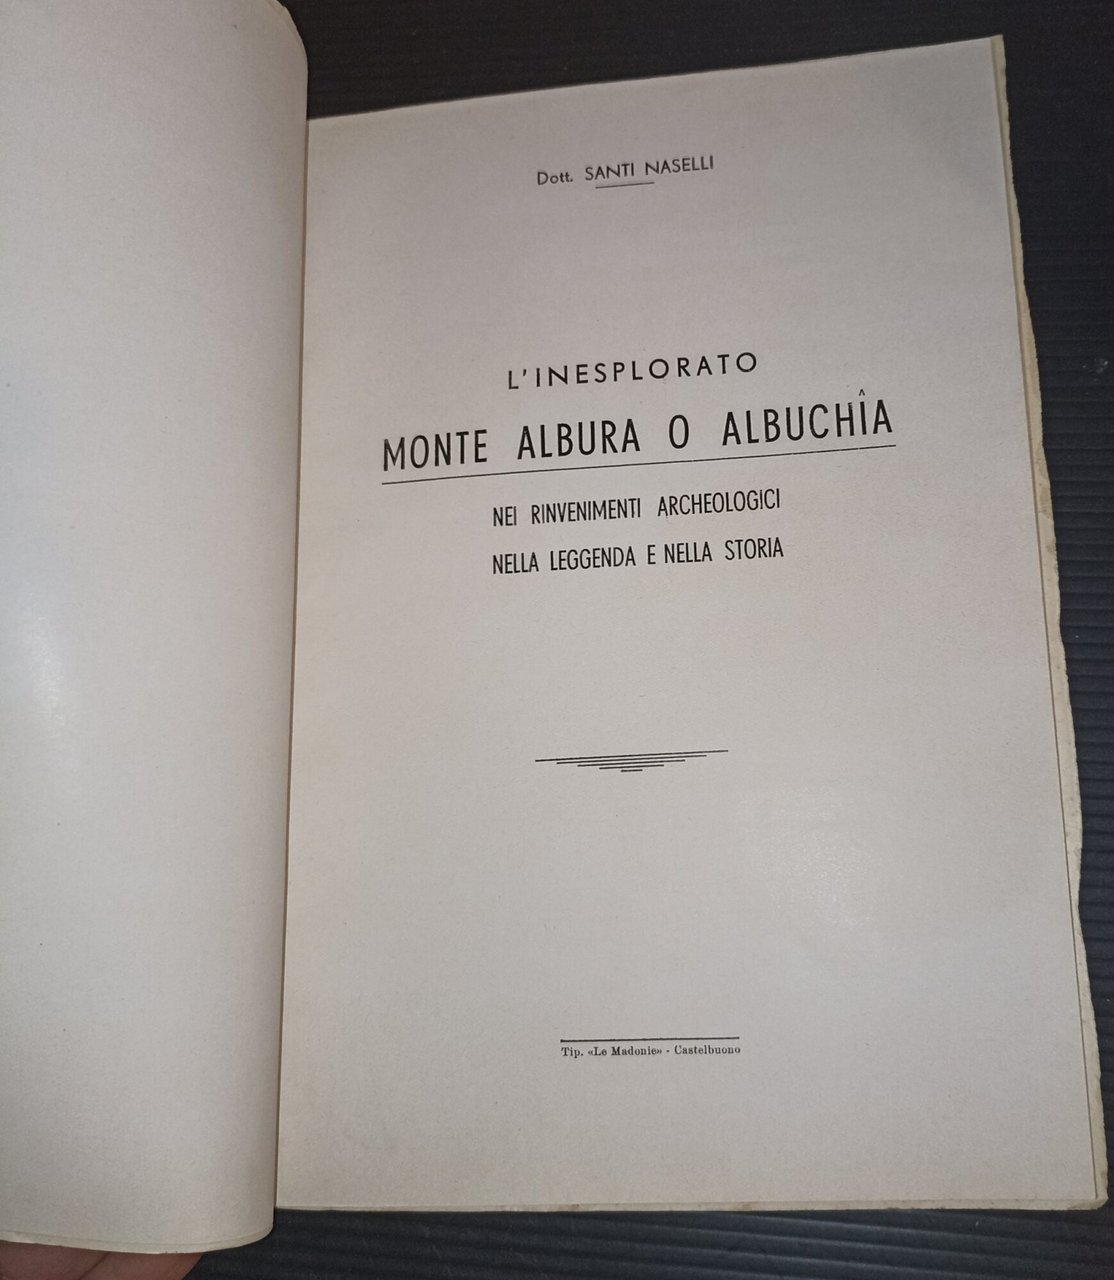 Dott. SANTI NASELLI
L'INESPLORATO
MONTE ALBURA O ALBUCHÎA
NEI RINVENIMENTI ARCHEOLOGICI
NELLA LEGGENDA E NELLA STORIA
Tip. «Le Madonie» - Castelbuono